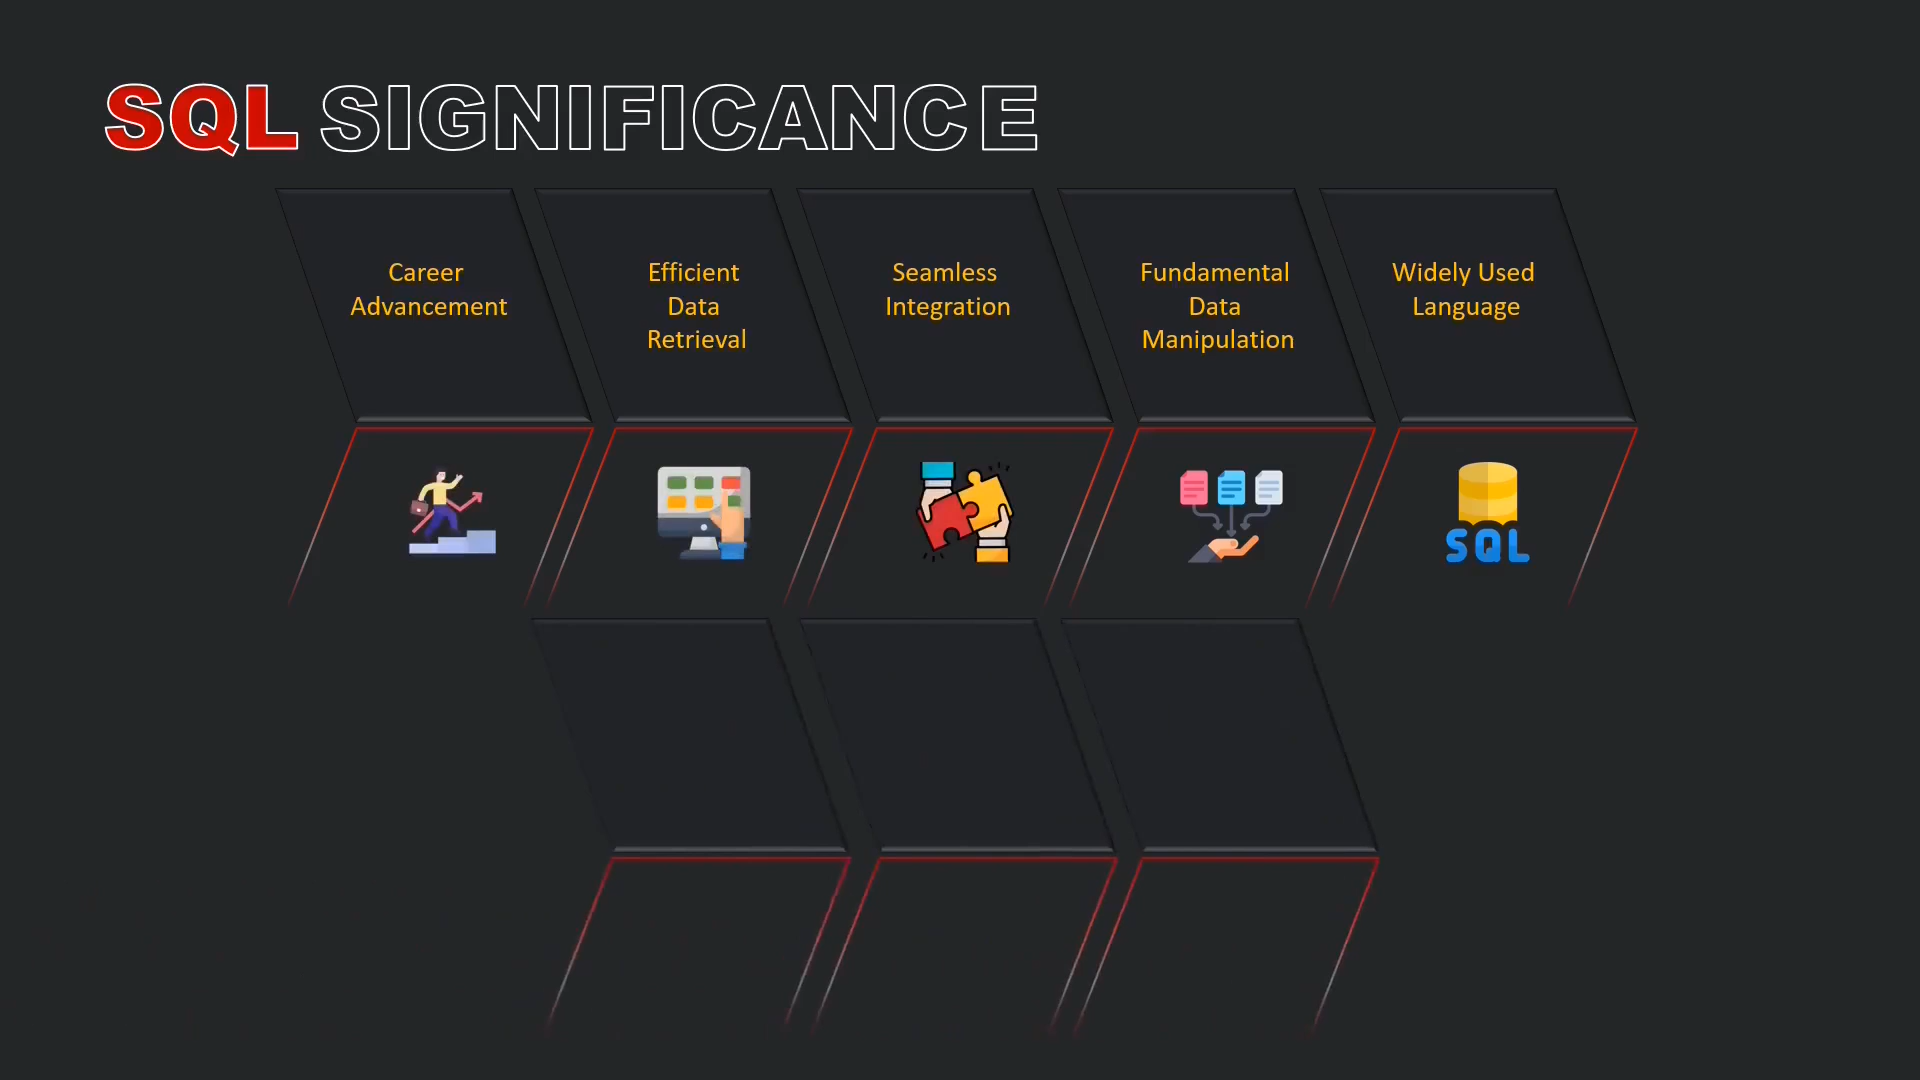 SQL SIGNIFICANCE
Career
Advancement
Efficient
Data
Retrieval
Seamless
Integration
Fundamental
Data
Manipulation
Widely Used
Language
SQL